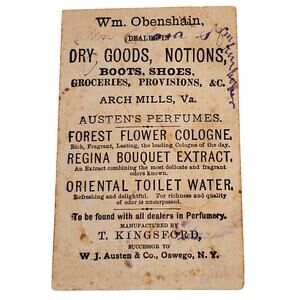 Wm. Obenshain,
DEALER IN
DRY GOODS, NOTIONS,
BOOTS, SHOES,
GROCERIES, PROVISIONS, &C.
ARCH MILLS, Va.
AUSTEN'S PERFUMES.
FOREST FLOWER COLOGNE.
Rich, Fragrant, Lasting, the leading Cologne of the day.
REGINA BOUQUET EXTRACT.
An Extract combining the most delicate and fragrant
odors known.
ORIENTAL TOILET WATER.
Refreshing and delightful. For richness and quality
of odor is unsurpassed.
To be found with all dealers in Perfumery.
MANUFACTURED BY
T. KINGSFORD,
SUCCESSOR TO
W. J. Austen & Co., Oswego, N. Y.